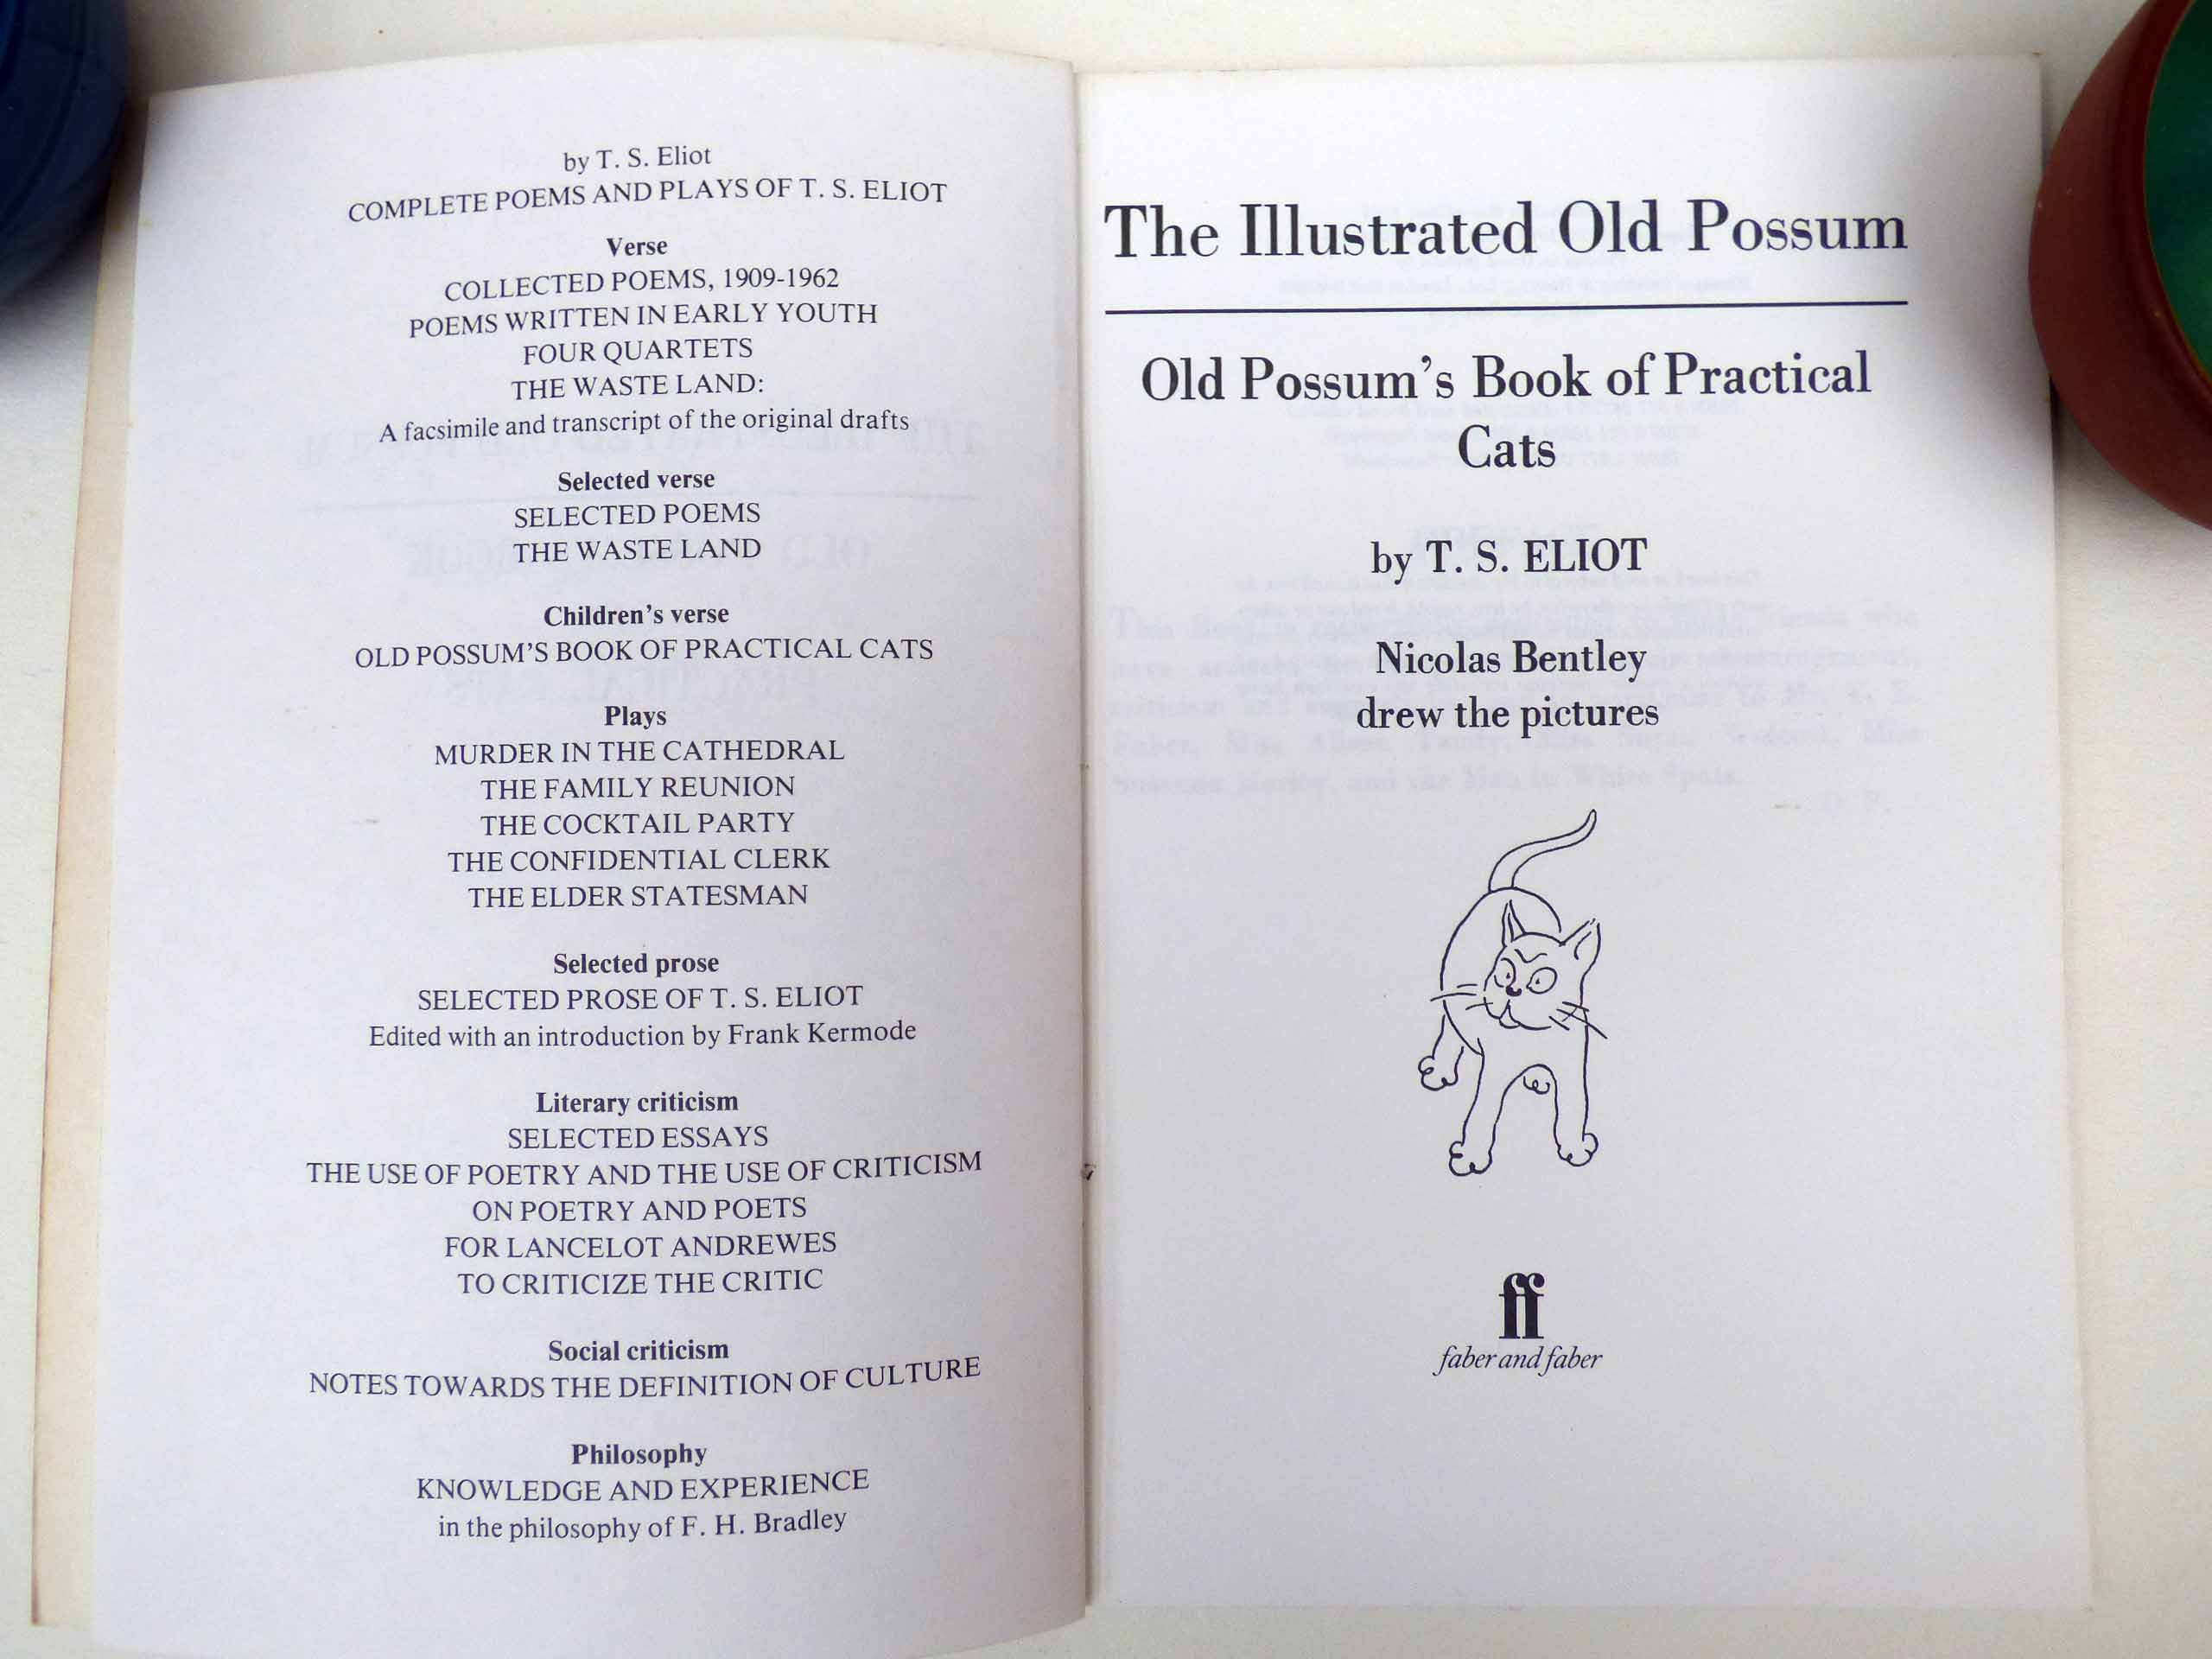 by T. S. Eliot
COMPLETE POEMS AND PLAYS OF T. S. ELIOT
Verse
COLLECTED POEMS, 1909-1962
POEMS WRITTEN IN EARLY YOUTH
FOUR QUARTETS
THE WASTE LAND:
A facsimile and transcript of the original drafts
Selected verse
SELECTED POEMS
THE WASTE LAND
Children's verse
OLD POSSUM'S BOOK OF PRACTICAL CATS
Plays
MURDER IN THE CATHEDRAL
THE FAMILY REUNION
THE COCKTAIL PARTY
THE CONFIDENTIAL CLERK
THE ELDER STATESMAN
Selected prose
SELECTED PROSE OF T. S. ELIOT
Edited with an introduction by Frank Kermode
Literary criticism
SELECTED ESSAYS
THE USE OF POETRY AND THE USE OF CRITICISM
ON POETRY AND POETS
FOR LANCELOT ANDREWES
TO CRITICIZE THE CRITIC
Social criticism
NOTES TOWARDS THE DEFINITION OF CULTURE
Philosophy
KNOWLEDGE AND EXPERIENCE
in the philosophy of F. H. Bradley
The Illustrated Old Possum
Old Possum's Book of Practical
Cats
by T. S. ELIOT
Nicolas Bentley
drew the pictures
ff
faber and faber